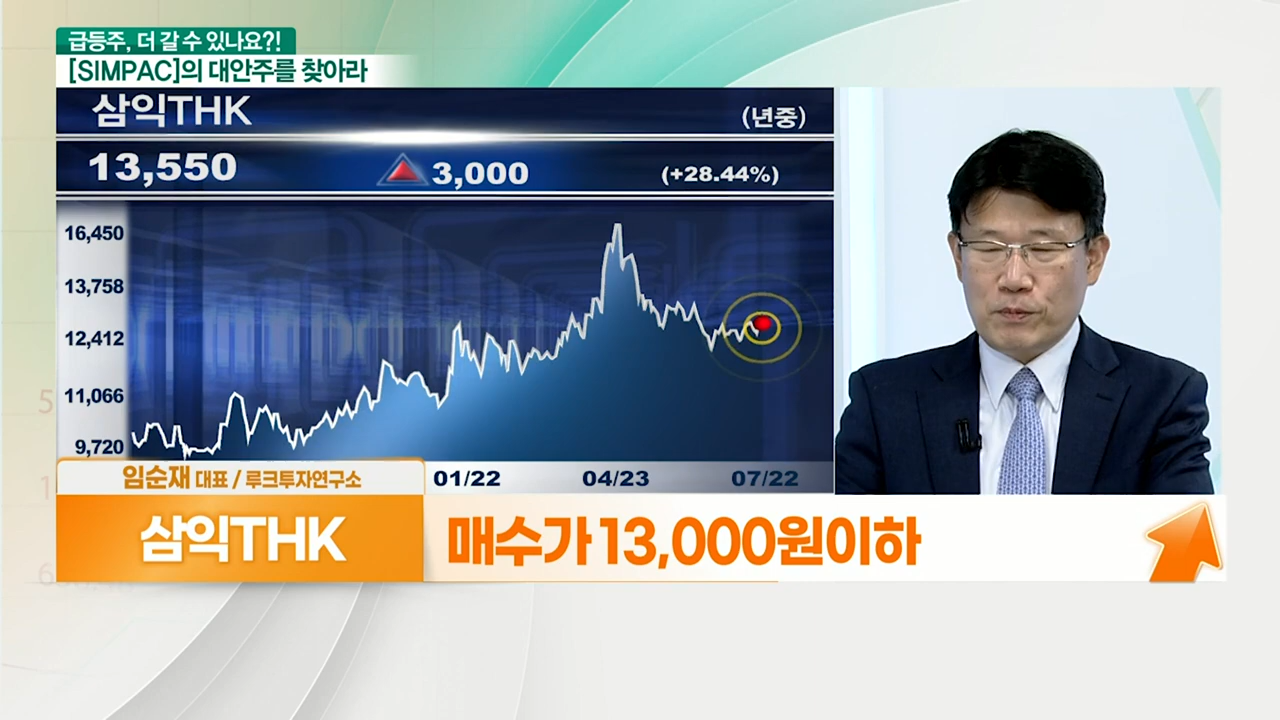 급등주, 더 갈 수 있나요?!
[SIMPAC]의 대안주를 찾아라
삼익THK
(년중)
13,550
3,000
(+28.44%)
16,450
13,758
12,412
11,066
9,720
01/22
04/23
07/22
임순재 대표 / 루크투자연구소
삼익THK
매수가 13,000원이하